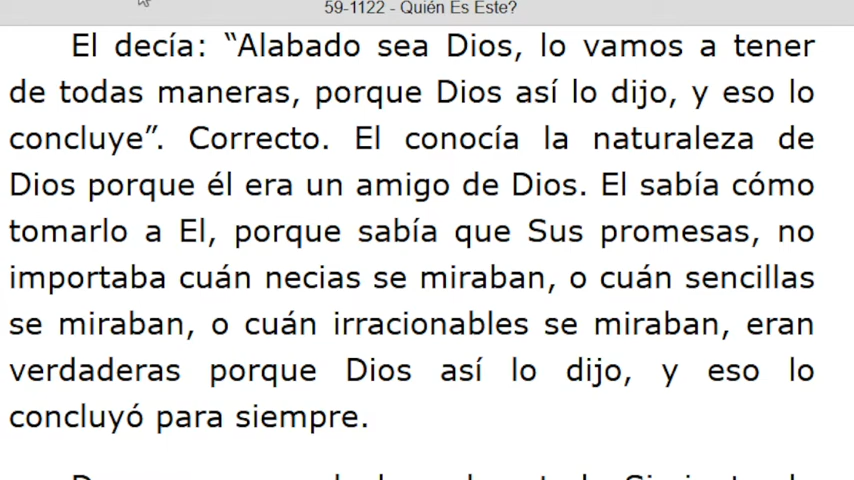 59-1122 - Quién Es Este?
El decía: “Alabado sea Dios, lo vamos a tener
de todas maneras, porque Dios así lo dijo, y eso lo
concluye”. Correcto. El conocía la naturaleza de
Dios porque él era un amigo de Dios. El sabía cómo
tomarlo a El, porque sabía que Sus promesas, no
importaba cuán necias se miraban, o cuán sencillas
se miraban, o cuán irracionables se miraban, eran
verdaderas porque Dios así lo dijo, y eso lo
concluyó para siempre.